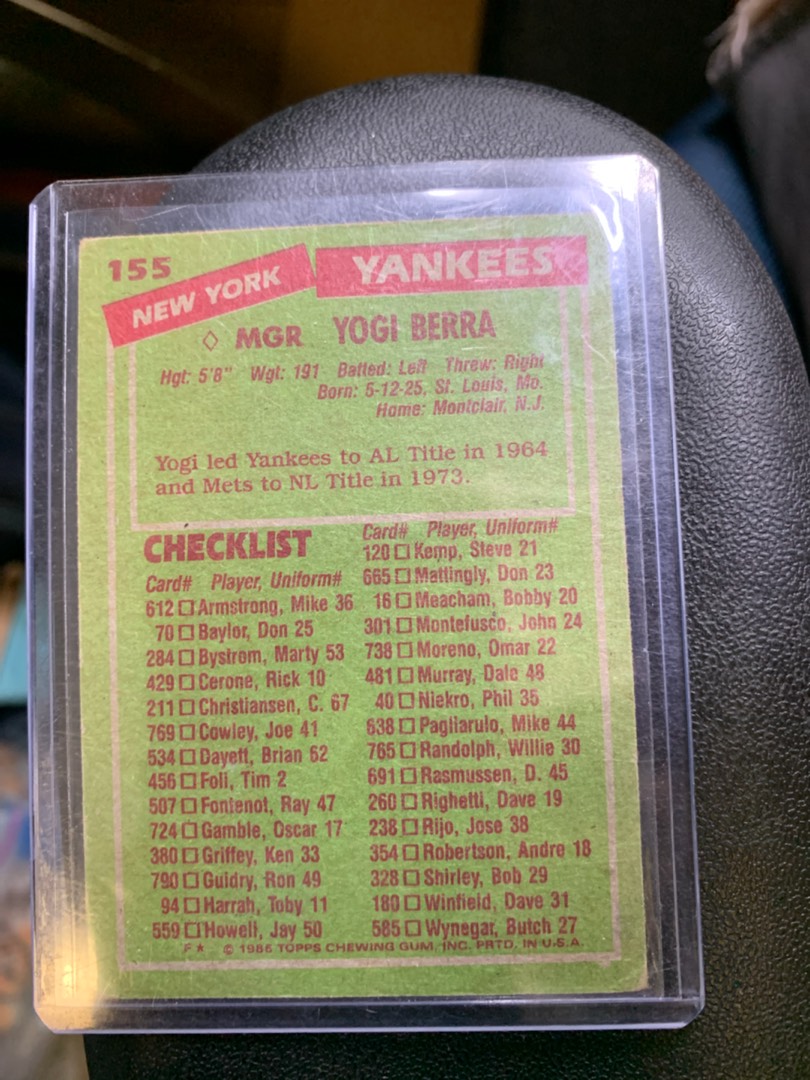 155
NEW YORK YANKEES
◇ MGR YOGI BERRA
Hgt: 5'8" Wgt: 191 Batted: Left Threw: Right
Born: 5-12-25, St. Louis, Mo.
Home: Montclair, N.J.
Yogi led Yankees to AL Title in 1964
and Mets to NL Title in 1973.
CHECKLIST
Card# Player, Uniform#
612 ☐ Armstrong, Mike 36
70 ☐ Baylor, Don 25
284 ☐ Bystrom, Marty 53
429 ☐ Cerone, Rick 10
211 ☐ Christiansen, C. 67
769 ☐ Cowley, Joe 41
534 ☐ Dayett, Brian 62
456 ☐ Foli, Tim 2
507 ☐ Fontenot, Ray 47
724 ☐ Gamble, Oscar 17
380 ☐ Griffey, Ken 33
790 ☐ Guidry, Ron 49
94 ☐ Harrah, Toby 11
559 ☐ Howell, Jay 50
Card# Player, Uniform#
120 ☐ Kemp, Steve 21
665 ☐ Mattingly, Don 23
16 ☐ Meacham, Bobby 20
301 ☐ Montefusco, John 24
738 ☐ Moreno, Omar 22
481 ☐ Murray, Dale 48
40 ☐ Niekro, Phil 35
638 ☐ Pagliarulo, Mike 44
765 ☐ Randolph, Willie 30
691 ☐ Rasmussen, D. 45
260 ☐ Righetti, Dave 19
238 ☐ Rijo, Jose 38
354 ☐ Robertson, Andre 18
328 ☐ Shirley, Bob 29
180 ☐ Winfield, Dave 31
585 ☐ Wynegar, Butch 27
F★ © 1985 TOPPS CHEWING GUM, INC. PRTD. IN U.S.A.